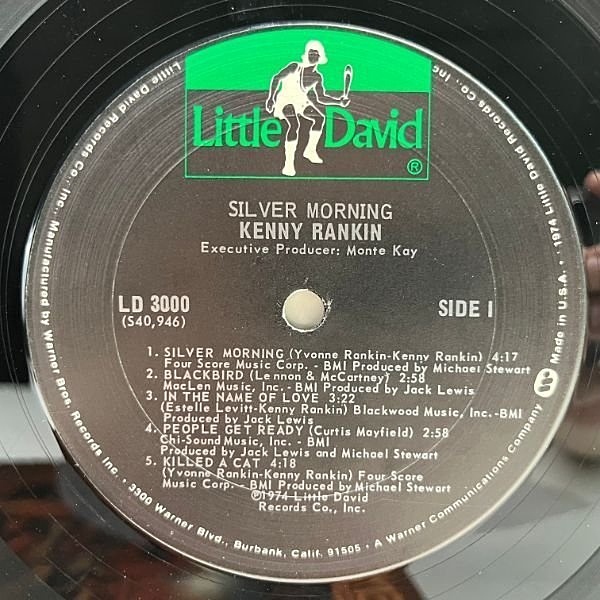 Little David
®
SILVER MORNING
KENNY RANKIN
Executive Producer: Monte Kay
LD 3000
(S40,946)
SIDE 1
1. SILVER MORNING (Yvonne Rankin-Kenny Rankin) 4:17
Four Score Music Corp. - BMI Produced by Michael Stewart
2. BLACKBIRD (Lennon & McCartney) 2:58
MacLen Music, Inc. - BMI Produced by Jack Lewis
3. IN THE NAME OF LOVE 3:22
(Estelle Levitt-Kenny Rankin) Blackwood Music, Inc.-BMI
Produced by Jack Lewis
4. PEOPLE GET READY (Curtis Mayfield) 2:58
Chi-Sound Music, Inc. - BMI
Produced by Jack Lewis and Michael Stewart
5. KILLED A CAT 4:18
(Yvonne Rankin-Kenny Rankin) Four Score
Music Corp. - BMI Produced by Michael Stewart
℗©1974 Little David
Records Co., Inc.
Little David Records Co., Inc. • Manufactured by Warner Bros. Records Inc. • 3300 Warner Blvd., Burbank, Calif. 91505 • A Warner Communications Company • Made in U.S.A. • 1974 Little David Records Co., Inc.